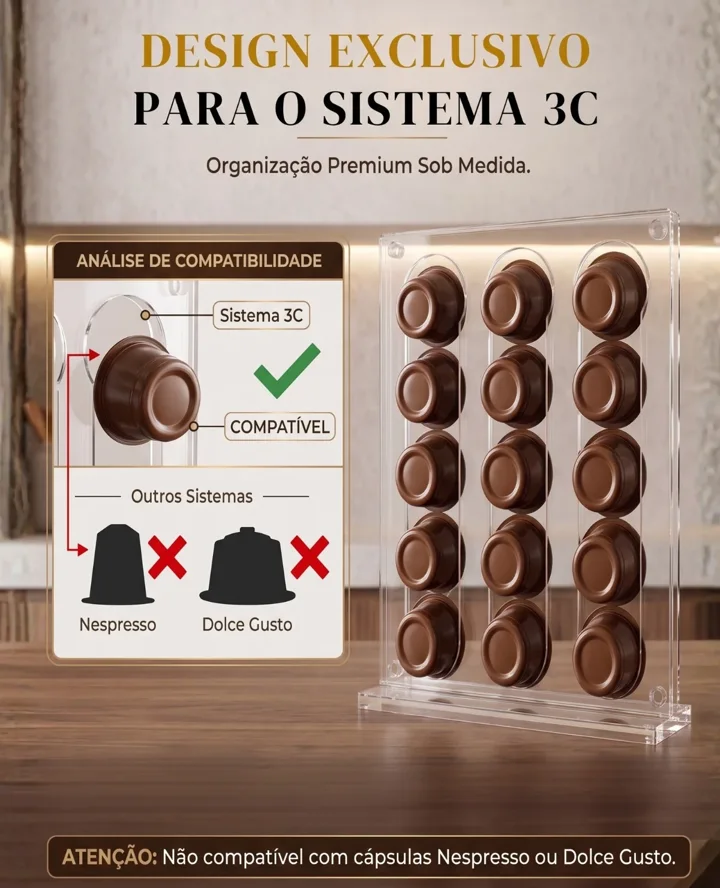 DESIGN EXCLUSIVO
PARA O SISTEMA 3C
Organização Premium Sob Medida.
ANÁLISE DE COMPATIBILIDADE
Sistema 3C
COMPATÍVEL
Outros Sistemas
Nespresso
Dolce Gusto
ATENÇÃO: Não compatível com cápsulas Nespresso ou Dolce Gusto.